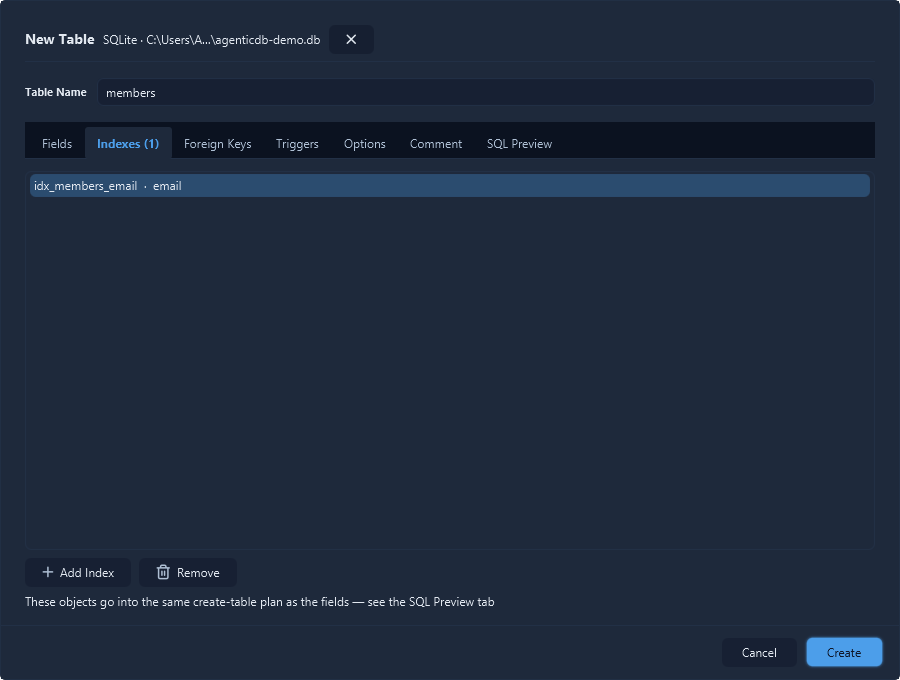 New Table SQLite · C:\Users\A...\agenticdb-demo.db
Table Name members
Fields Indexes (1) Foreign Keys Triggers Options Comment SQL Preview
idx_members_email · email
Add Index Remove
These objects go into the same create-table plan as the fields — see the SQL Preview tab
Cancel Create